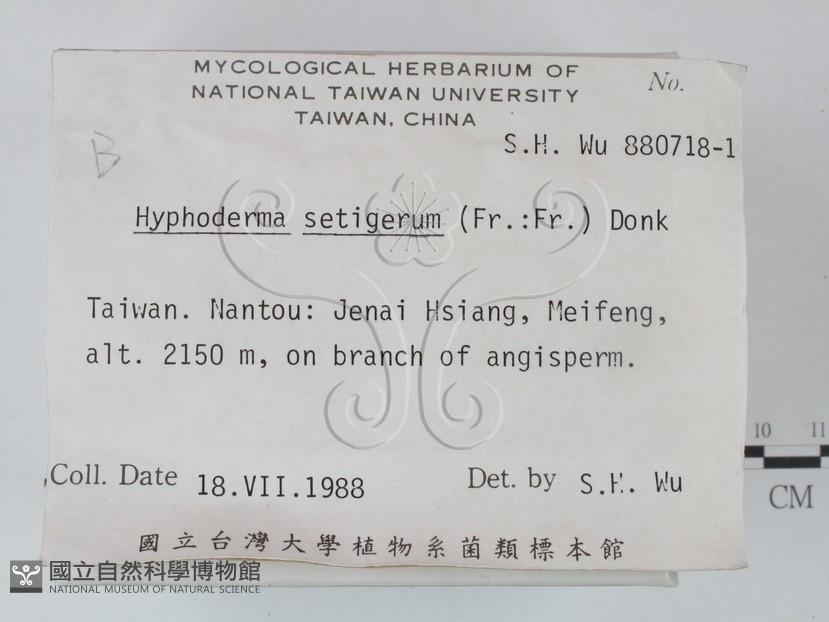 MYCOLOGICAL HERBARIUM OF
NATIONAL TAIWAN UNIVERSITY
TAIWAN, CHINA
No.
S.H. Wu 880718-1
B
Hyphoderma setigerum (Fr.:Fr.) Donk
Taiwan. Nantou: Jenai Hsiang, Meifeng,
alt. 2150 m, on branch of angisperm.
Coll. Date 18.VII.1988
Det. by S.H. Wu
國立台灣大學植物系菌類標本館
10 11
CM
國立自然科學博物館
NATIONAL MUSEUM OF NATURAL SCIENCE